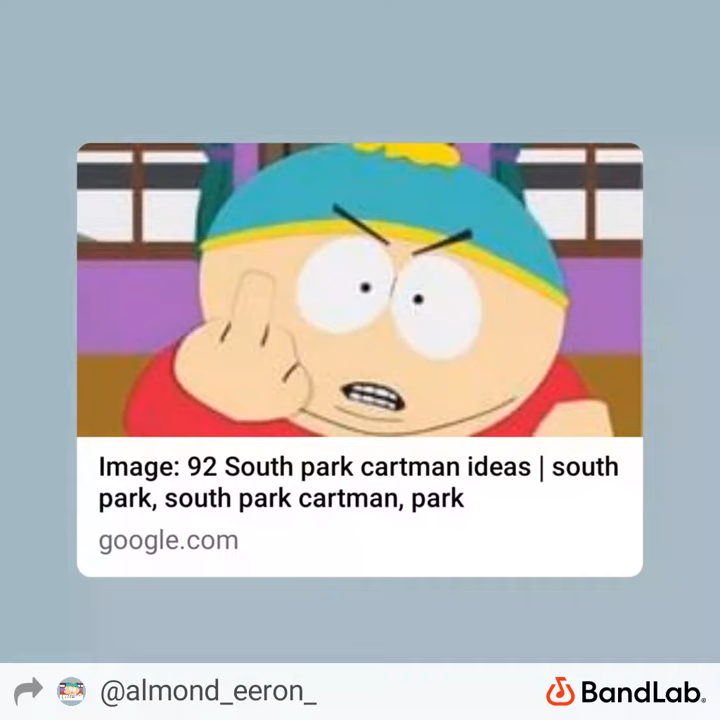 Image: 92 South park cartman ideas | south
park, south park cartman, park
google.com
@almond_eeron_
BandLab.